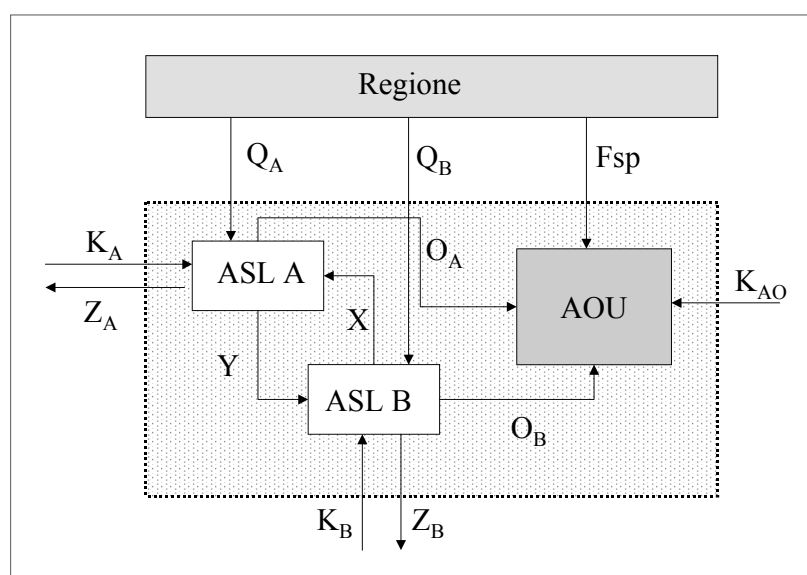 Regione
Q_A
Q_B
Fsp
K_A
ASL A
O_A
Z_A
X
AOU
K_AO
Y
ASL B
O_B
K_B
Z_B